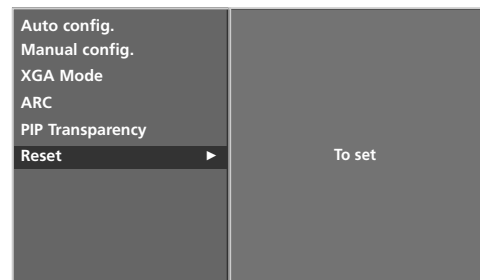 Auto config.
Manual config.
XGA Mode
ARC
PIP Transparency
Reset ► To set